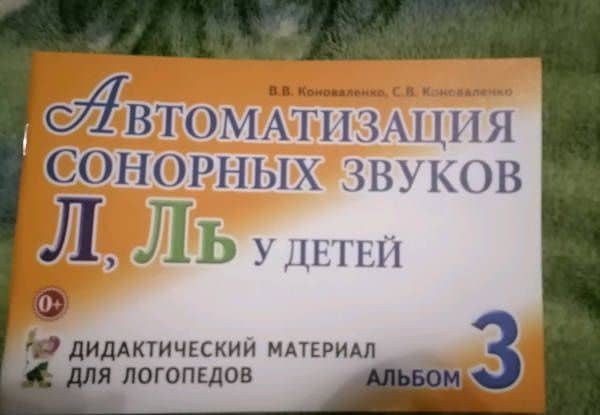 В.В. Коноваленко, С.В. Коноваленко
АВТОМАТИЗАЦИЯ
СОНОРНЫХ ЗВУКОВ
Л, ЛЬ У ДЕТЕЙ
0+
ДИДАКТИЧЕСКИЙ МАТЕРИАЛ
ДЛЯ ЛОГОПЕДОВ
АЛЬБОМ 3